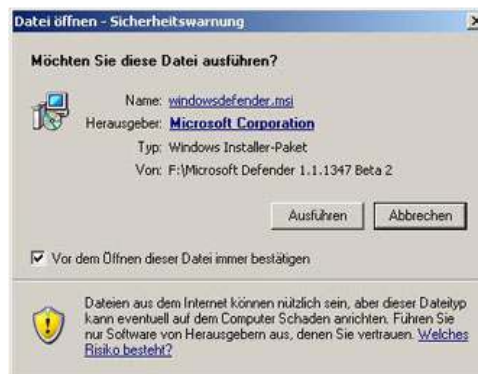 Datei öffnen - Sicherheitswarnung
Möchten Sie diese Datei ausführen?
Name: windowsdefender.msi
Herausgeber: Microsoft Corporation
Typ: Windows Installer-Paket
Von: F:\Microsoft Defender 1.1.1347 Beta 2
Ausführen Abbrechen
Vor dem Öffnen dieser Datei immer bestätigen
Dateien aus dem Internet können nützlich sein, aber dieser Dateityp
kann eventuell auf dem Computer Schaden anrichten. Führen Sie
nur Software von Herausgebern aus, denen Sie vertrauen. Welches
Risiko besteht?